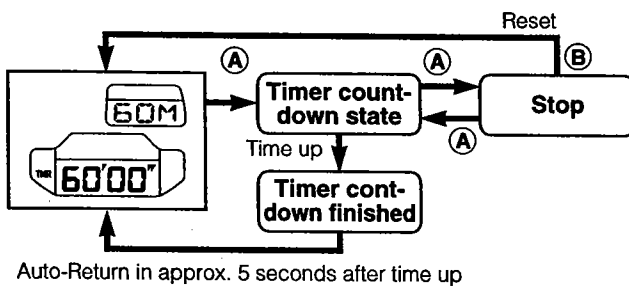 Reset
A
A
B
60M
Timer count-
down state
Stop
A
TMR 60'00"
Time up
Timer cont-
down finished
Auto-Return in approx. 5 seconds after time up